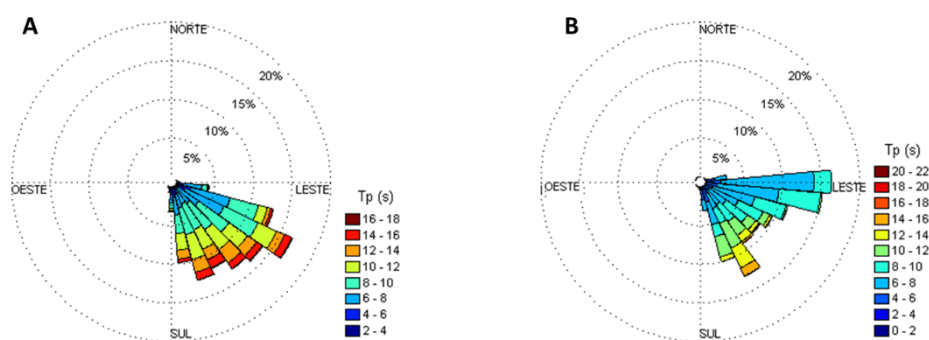 A
NORTE
20%
15%
10%
5%
OESTE
LESTE
SUL
Tp (s)
16 - 18
14 - 16
12 - 14
10 - 12
8 - 10
6 - 8
4 - 6
2 - 4
B
NORTE
20%
15%
10%
5%
OESTE
LESTE
SUL
Tp (s)
20 - 22
18 - 20
16 - 18
14 - 16
12 - 14
10 - 12
8 - 10
6 - 8
4 - 6
2 - 4
0 - 2